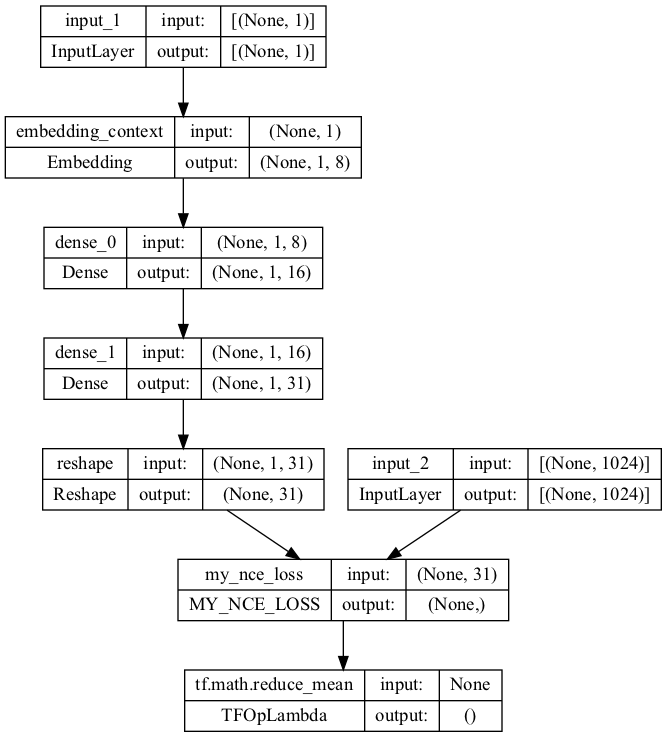 input_1 input: [(None, 1)]
InputLayer output: [(None, 1)]
embedding_context input: (None, 1)
Embedding output: (None, 1, 8)
dense_0 input: (None, 1, 8)
Dense output: (None, 1, 16)
dense_1 input: (None, 1, 16)
Dense output: (None, 1, 31)
reshape input: (None, 1, 31)
Reshape output: (None, 31)
input_2 input: [(None, 1024)]
InputLayer output: [(None, 1024)]
my_nce_loss input: (None, 31)
MY_NCE_LOSS output: (None,)
tf.math.reduce_mean input: None
TFOpLambda output: ()